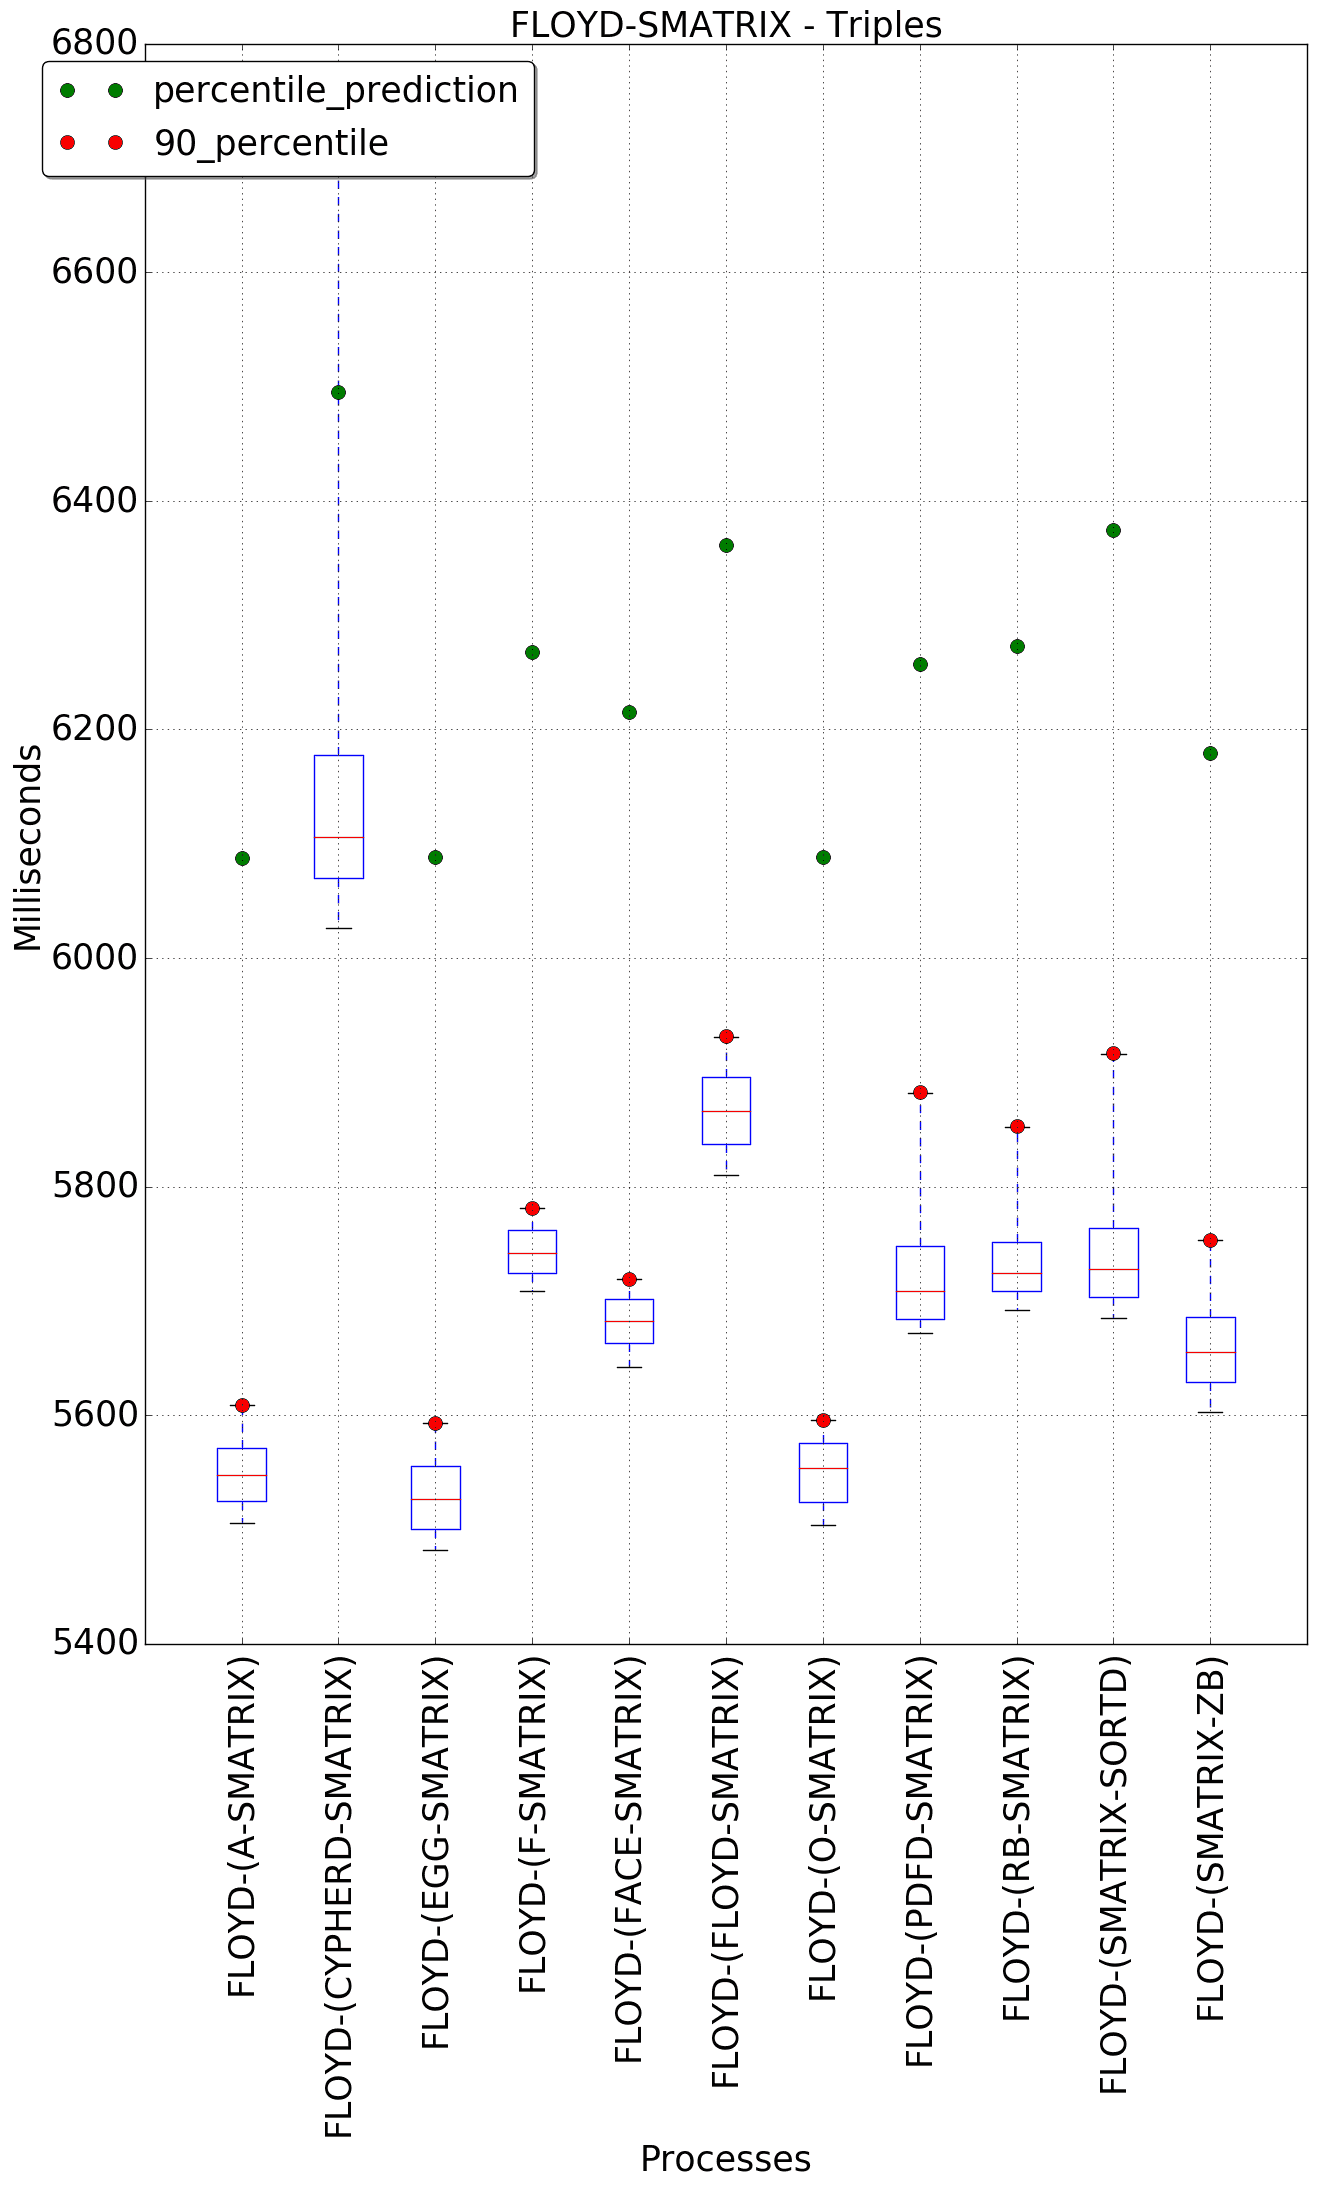 FLOYD-SMATRIX - Triples
percentile_prediction
90_percentile
6800
6600
6400
6200
6000
5800
5600
5400
Milliseconds
FLOYD-(A-SMATRIX)
FLOYD-(CYPHERD-SMATRIX)
FLOYD-(EGG-SMATRIX)
FLOYD-(F-SMATRIX)
FLOYD-(FACE-SMATRIX)
FLOYD-(FLOYD-SMATRIX)
FLOYD-(O-SMATRIX)
FLOYD-(PDFD-SMATRIX)
FLOYD-(RB-SMATRIX)
FLOYD-(SMATRIX-SORTD)
FLOYD-(SMATRIX-ZB)
Processes